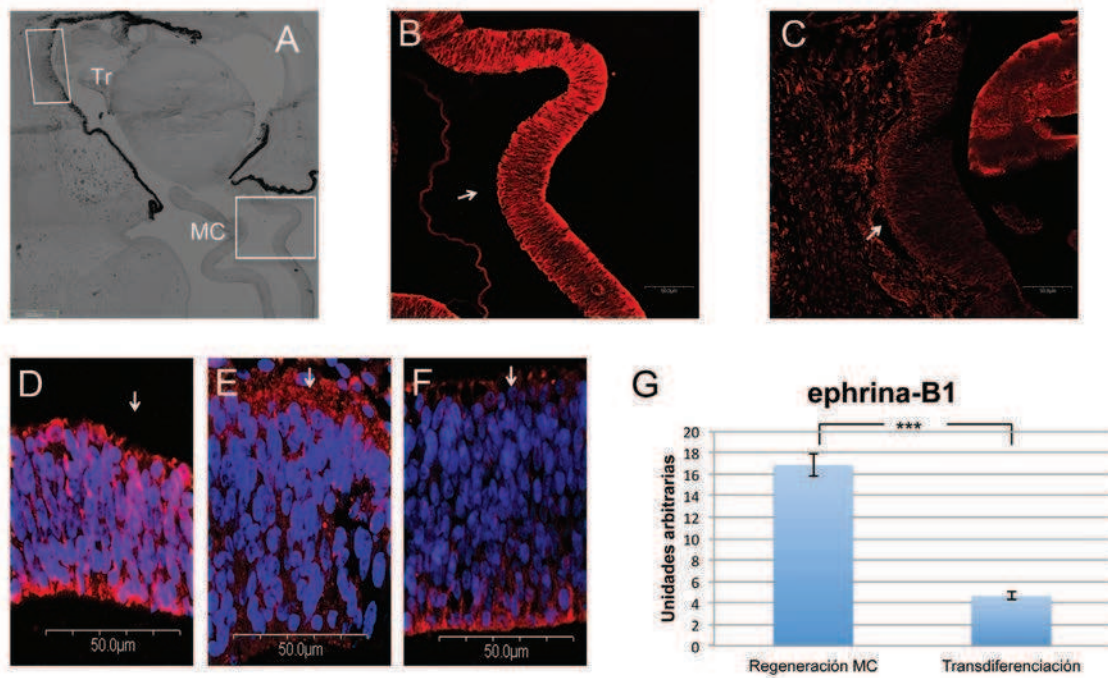 A
Tr
MC
B
C
D
50.0µm
E
50.0µm
F
50.0µm
G
ephrina-B1
***
Unidades arbitrarias
20
18
16
14
12
10
8
6
4
2
0
Regeneración MC
Transdiferenciación